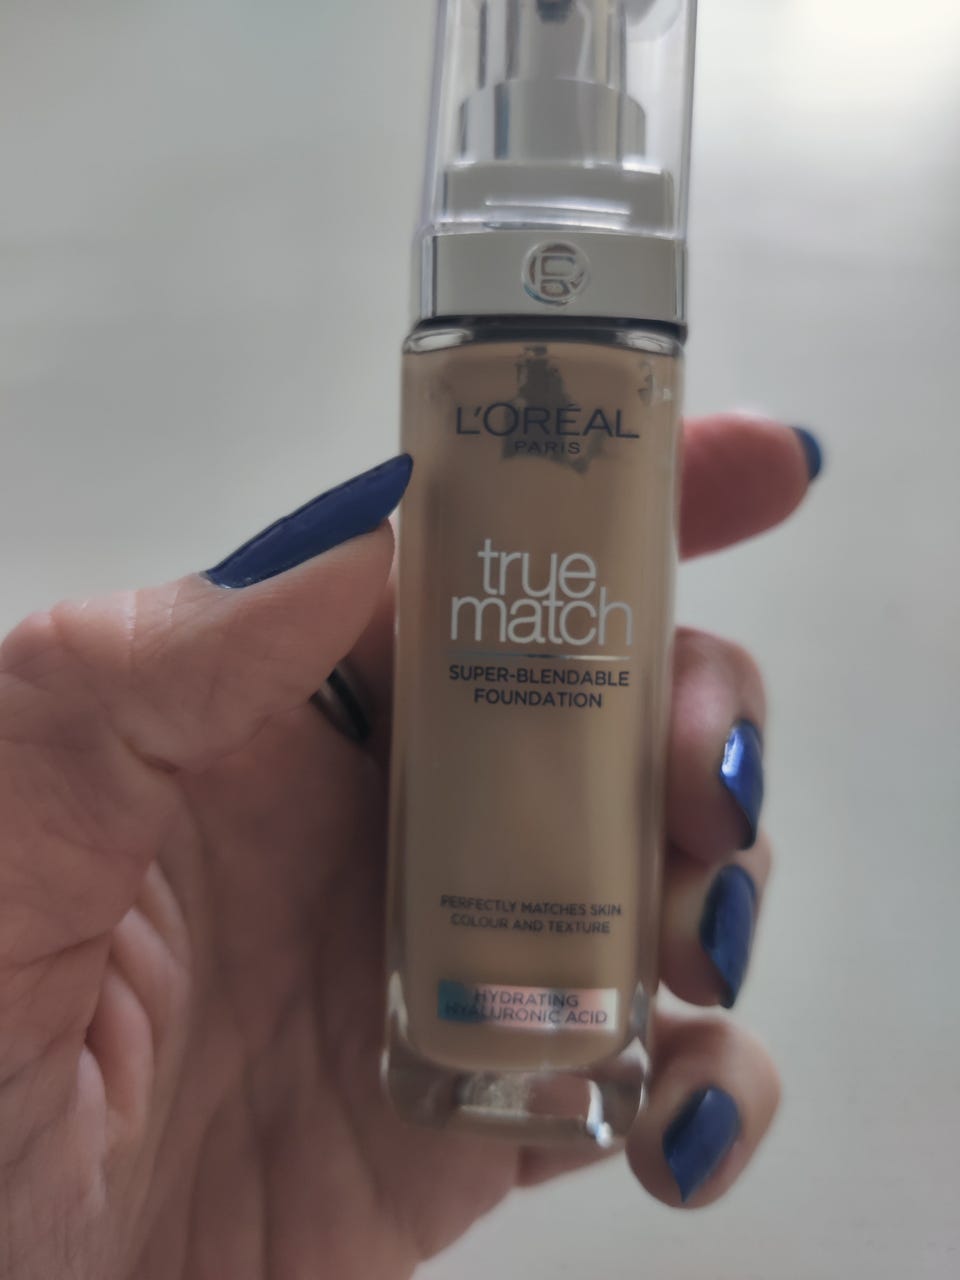 L'ORÉAL
PARIS
true
match
SUPER-BLENDABLE
FOUNDATION
PERFECTLY MATCHES SKIN
COLOUR AND TEXTURE
HYDRATING
HYALURONIC ACID